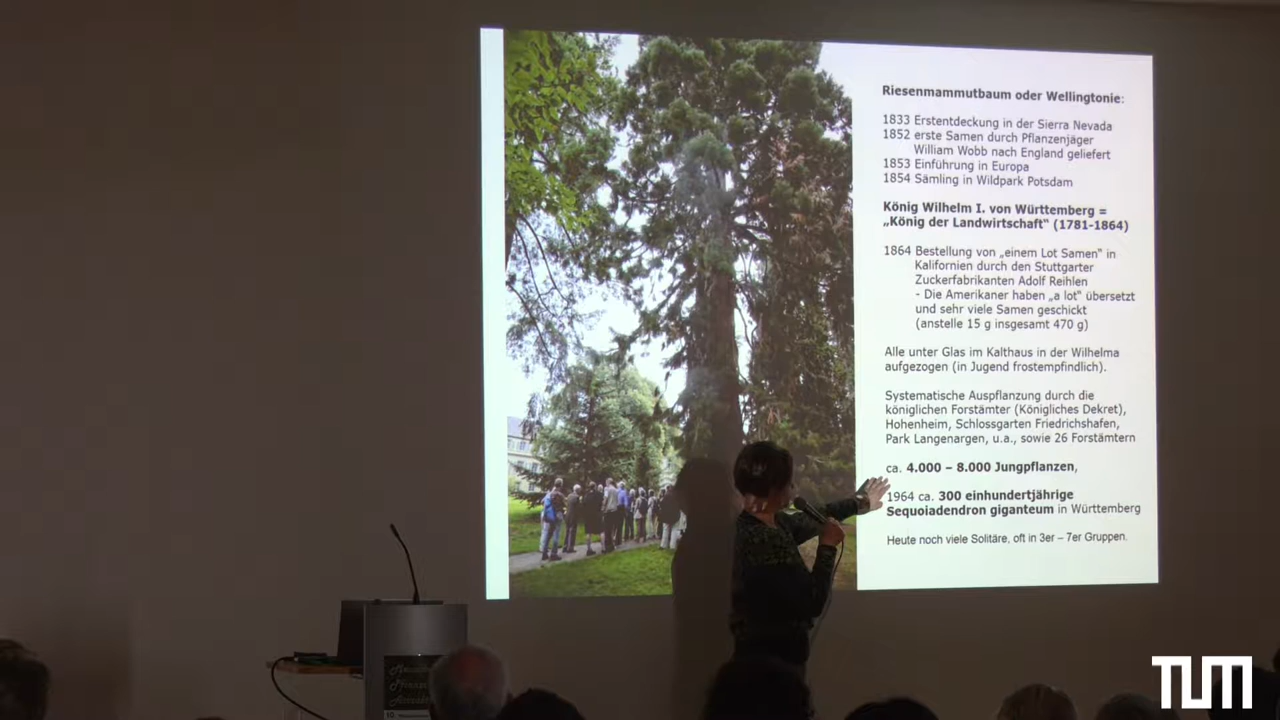 Riesenmammutbaum oder Wellingtonie:
1833 Erstentdeckung in der Sierra Nevada
1852 erste Samen durch Pflanzenjäger
William Wobb nach England geliefert
1853 Einführung in Europa
1854 Sämling in Wildpark Potsdam
König Wilhelm I. von Württemberg =
„König der Landwirtschaft“ (1781-1864)
1864 Bestellung von „einem Lot Samen“ in
Kalifornien durch den Stuttgarter
Zuckerfabrikanten Adolf Reihlen
- Die Amerikaner haben „a lot“ übersetzt
und sehr viele Samen geschickt
(anstelle 15 g insgesamt 470 g)
Alle unter Glas im Kalthaus in der Wilhelma
aufgezogen (in Jugend frostempfindlich).
Systematische Auspflanzung durch die
königlichen Forstämter (Königliches Dekret),
Hohenheim, Schlossgarten Friedrichshafen,
Park Langenargen, u.a., sowie 26 Forstämtern
ca. 4.000 – 8.000 Jungpflanzen,
1964 ca. 300 einhundertjährige
Sequoiadendron giganteum in Württemberg
Heute noch viele Solitäre, oft in 3er – 7er Gruppen.
TUM